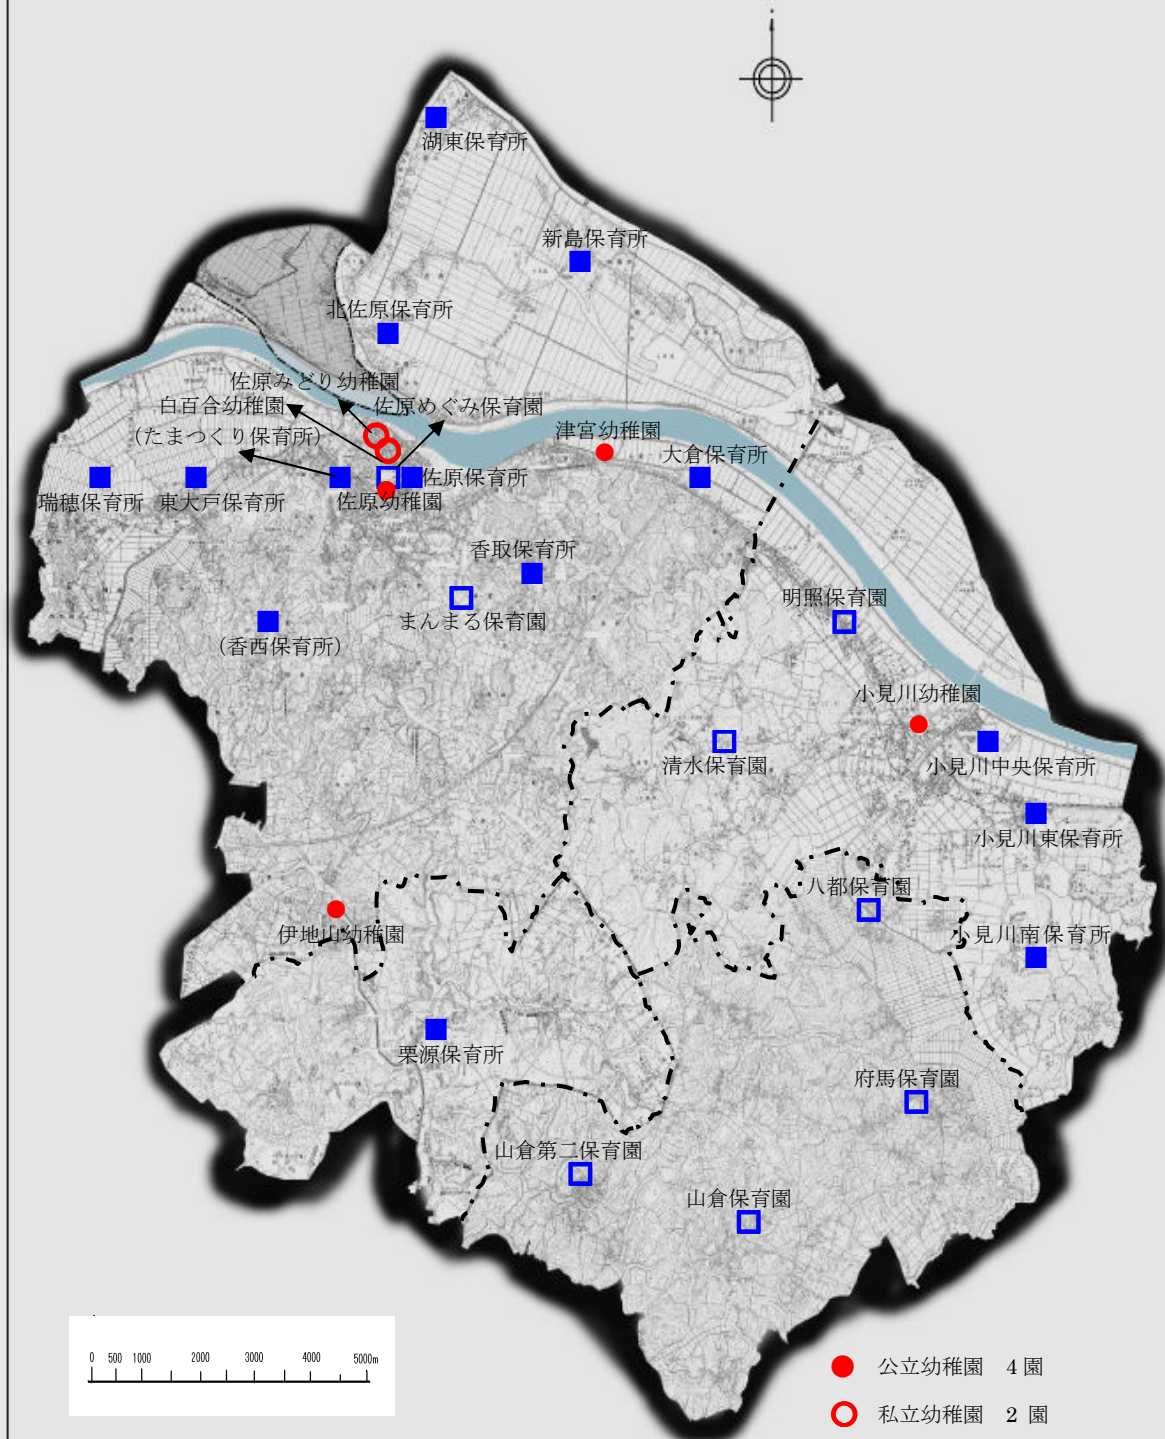 湖東保育所
新島保育所
北佐原保育所
佐原みどり幼稚園
白百合幼稚園
佐原めぐみ保育園
(たまつくり保育所)
津宮幼稚園
大倉保育所
瑞穂保育所
東大戸保育所
佐原保育所
佐原幼稚園
香取保育所
まんまる保育園
(香西保育所)
明照保育園
小見川幼稚園
清水保育園
小見川中央保育所
小見川東保育所
八都保育園
伊地山幼稚園
小見川南保育所
栗源保育所
府馬保育園
山倉第二保育園
山倉保育園
0 500 1000 2000 3000 4000 5000m
公立幼稚園 4園
私立幼稚園 2 園